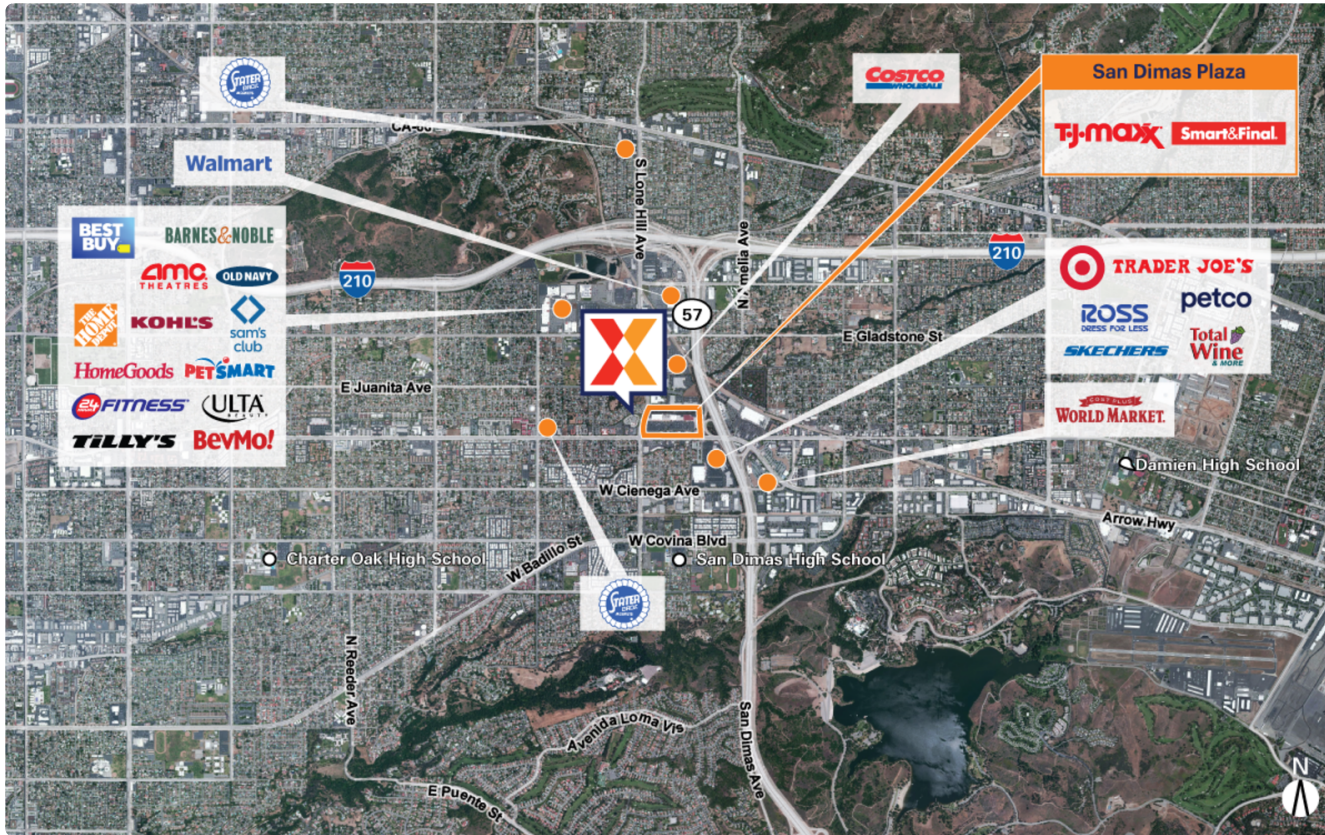 STATER
BROS
MARKETS
COSTCO
WHOLESALE
San Dimas Plaza
T·J·maxx
Smart&Final.
CA-66
Walmart
S Lone Hill Ave
N Amelia Ave
BEST
BUY
BARNES&NOBLE
amc
THEATRES
OLD NAVY
THE
HOME
DEPOT
KOHL'S
sam's
club
HomeGoods
PETSMART
24
HOUR
FITNESS
ULTA
BEAUTY
TiLLY'S
BevMo!
210
210
57
TRADER JOE'S
ROSS
DRESS FOR LESS
petco
SKECHERS
Total
Wine
& MORE
COST PLUS
WORLD MARKET.
E Gladstone St
E Juanita Ave
W Cienega Ave
Damien High School
Arrow Hwy
W Covina Blvd
Charter Oak High School
W Badillo St
San Dimas High School
STATER
BROS
MARKETS
N Reeder Ave
Avenida Loma Vis
San Dimas Ave
E Puente St
N